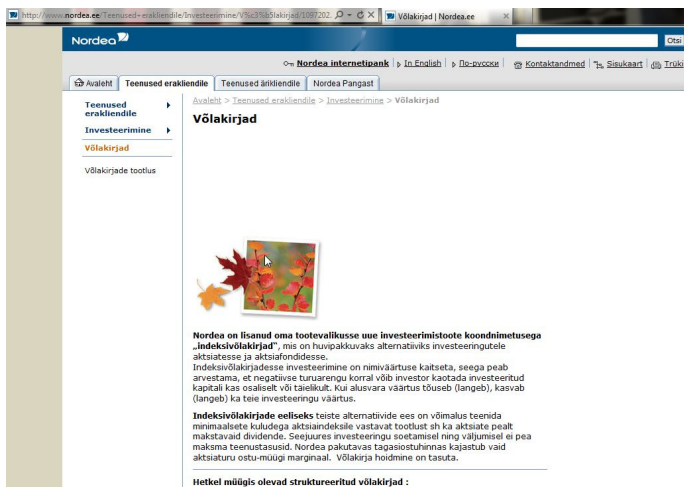 http://www.nordea.ee/Teenused+erakliendile/Investeerimine/V%c3%b5lakirjad/1097202.
Võlakirjad | Nordea.ee
Nordea
Otsi
Nordea internetipank | In English | По-русски | Kontaktandmed | Sisukaart | Trüki
Avaleht Teenused erakliendile Teenused ärikliendile Nordea Pangast
Avaleht > Teenused erakliendile > Investeerimine > Võlakirjad
Teenused
erakliendile
Investeerimine
Võlakirjad
Võlakirjade tootlus
Võlakirjad
Nordea on lisanud oma tootevalikusse uue investeerimistoote koondnimetusega
„indeksivõlakirjad", mis on huvipakkuvaks alternatiiviks investeeringutele
aktsiatesse ja aktsiafondidesse.
Indeksivõlakirjadesse investeerimine on nimiväärtuse kaitseta, seega peab
arvestama, et negatiivse turuarengu korral võib investor kaotada investeeritud
kapitali kas osaliselt või täielikult. Kui alusvara väärtus tõuseb (langeb), kasvab
(langeb) ka teie investeeringu väärtus.
Indeksivõlakirjade eeliseks teiste alternatiivide ees on võimalus teenida
minimaalsete kuludega aktsiaindeksile vastavat tootlust sh ka aktsiate pealt
makstavaid dividende. Seejuures investeeringu soetamisel ning väljumisel ei pea
maksma teenustasusid. Nordea pakutavas tagasiostuhinnas kajastub vaid
aktsiaturu ostu-müügi marginaal. Võlakirja hoidmine on tasuta.
Hetkel müügis olevad struktureeritud võlakirjad :